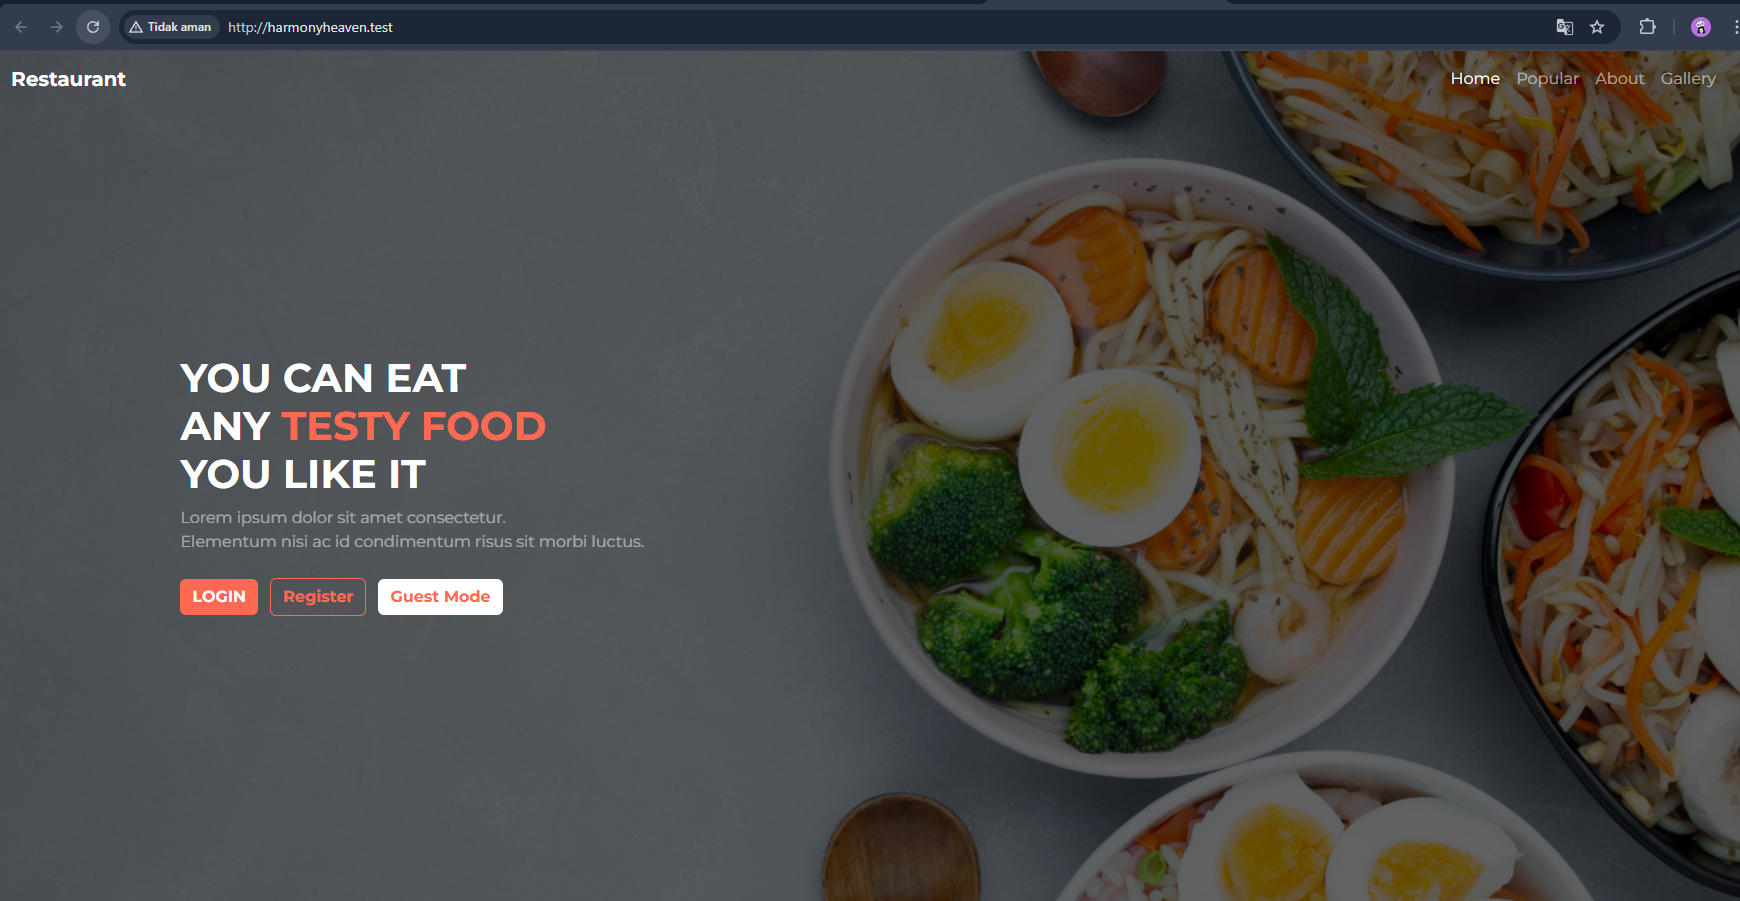 Tidak aman http://harmonyheaven.test
Restaurant
Home Popular About Gallery
YOU CAN EAT
ANY TESTY FOOD
YOU LIKE IT
Lorem ipsum dolor sit amet consectetur.
Elementum nisi ac id condimentum risus sit morbi luctus.
LOGIN Register Guest Mode